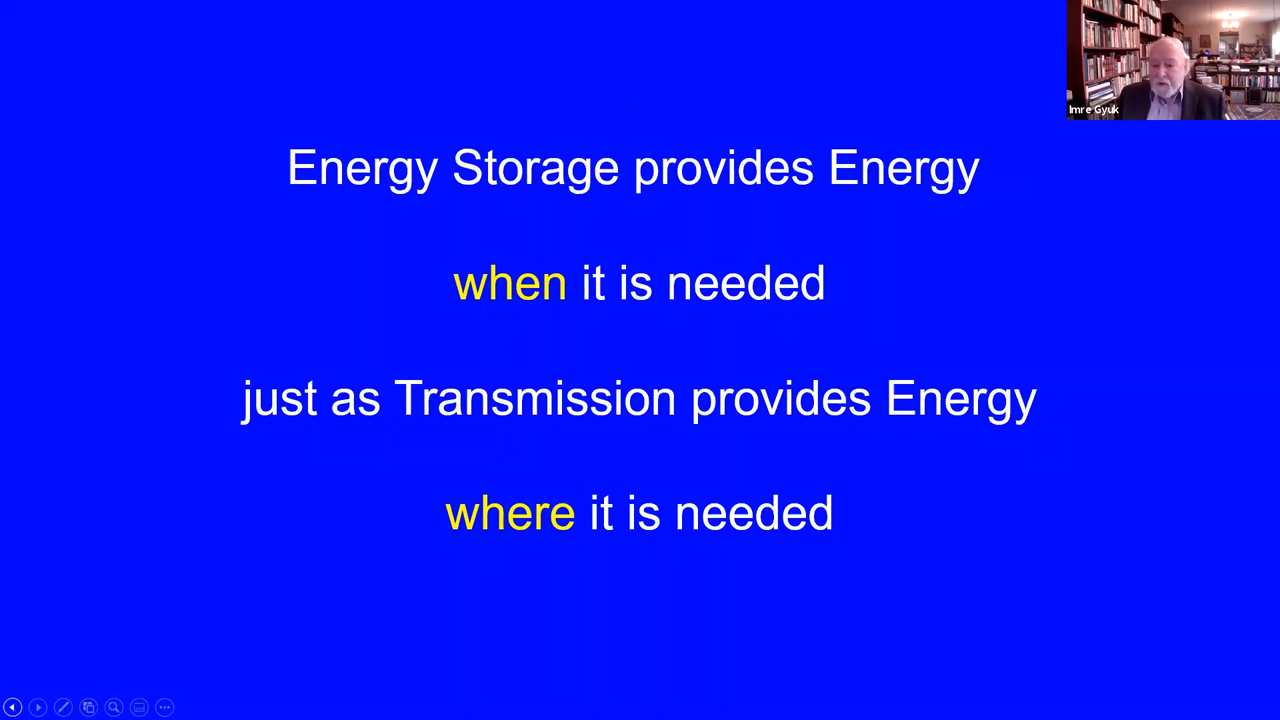 Imre Gyuk
Energy Storage provides Energy
when it is needed
just as Transmission provides Energy
where it is needed